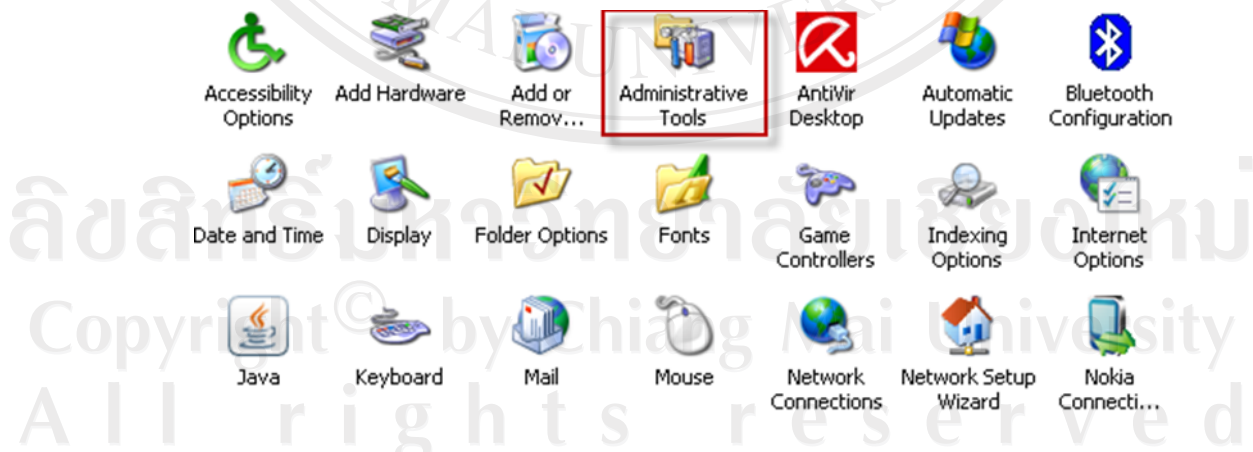 MAI UNIVERS
Accessibility Options
Add Hardware
Add or Remov...
Administrative Tools
AntiVir Desktop
Automatic Updates
Bluetooth Configuration
Date and Time
Display
Folder Options
Fonts
Game Controllers
Indexing Options
Internet Options
ลิขสิทธิ์มหาวิทยาลัยเชียงใหม่
Java
Keyboard
Mail
Mouse
Network Connections
Network Setup Wizard
Nokia Connecti...
Copyright© by Chiang Mai University
All rights reserved